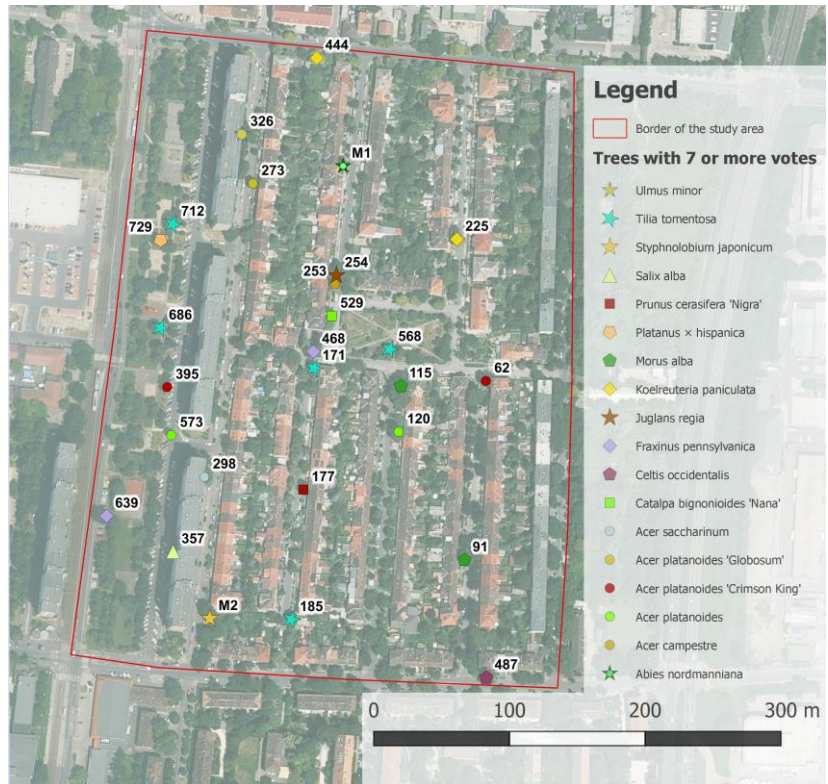 444
326
M1
273
712
729
225
254
253
529
686
468
568
171
395
115
62
573
120
298
177
639
357
91
M2
185
487
Legend
Border of the study area
Trees with 7 or more votes
Ulmus minor
Tilia tomentosa
Styphnolobium japonicum
Salix alba
Prunus cerasifera 'Nigra'
Platanus × hispanica
Morus alba
Koelreuteria paniculata
Juglans regia
Fraxinus pennsylvanica
Celtis occidentalis
Catalpa bignonioides 'Nana'
Acer saccharinum
Acer platanoides 'Globosum'
Acer platanoides 'Crimson King'
Acer platanoides
Acer campestre
Abies nordmanniana
0 100 200 300 m